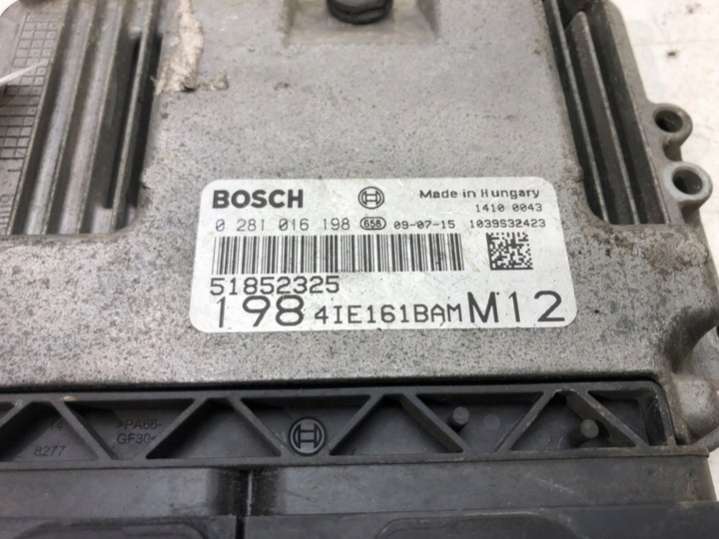 BOSCH
Made in Hungary
1410 0043
0 281 016 198 658 09-07-15 1039S32423
51852325
198 4IE161BAM M12
>PA66-
GF30<
8277